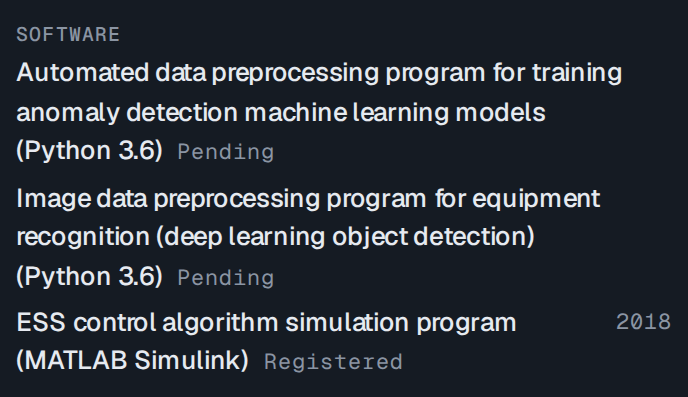 SOFTWARE
Automated data preprocessing program for training
anomaly detection machine learning models
(Python 3.6) Pending
Image data preprocessing program for equipment
recognition (deep learning object detection)
(Python 3.6) Pending
ESS control algorithm simulation program 2018
(MATLAB Simulink) Registered